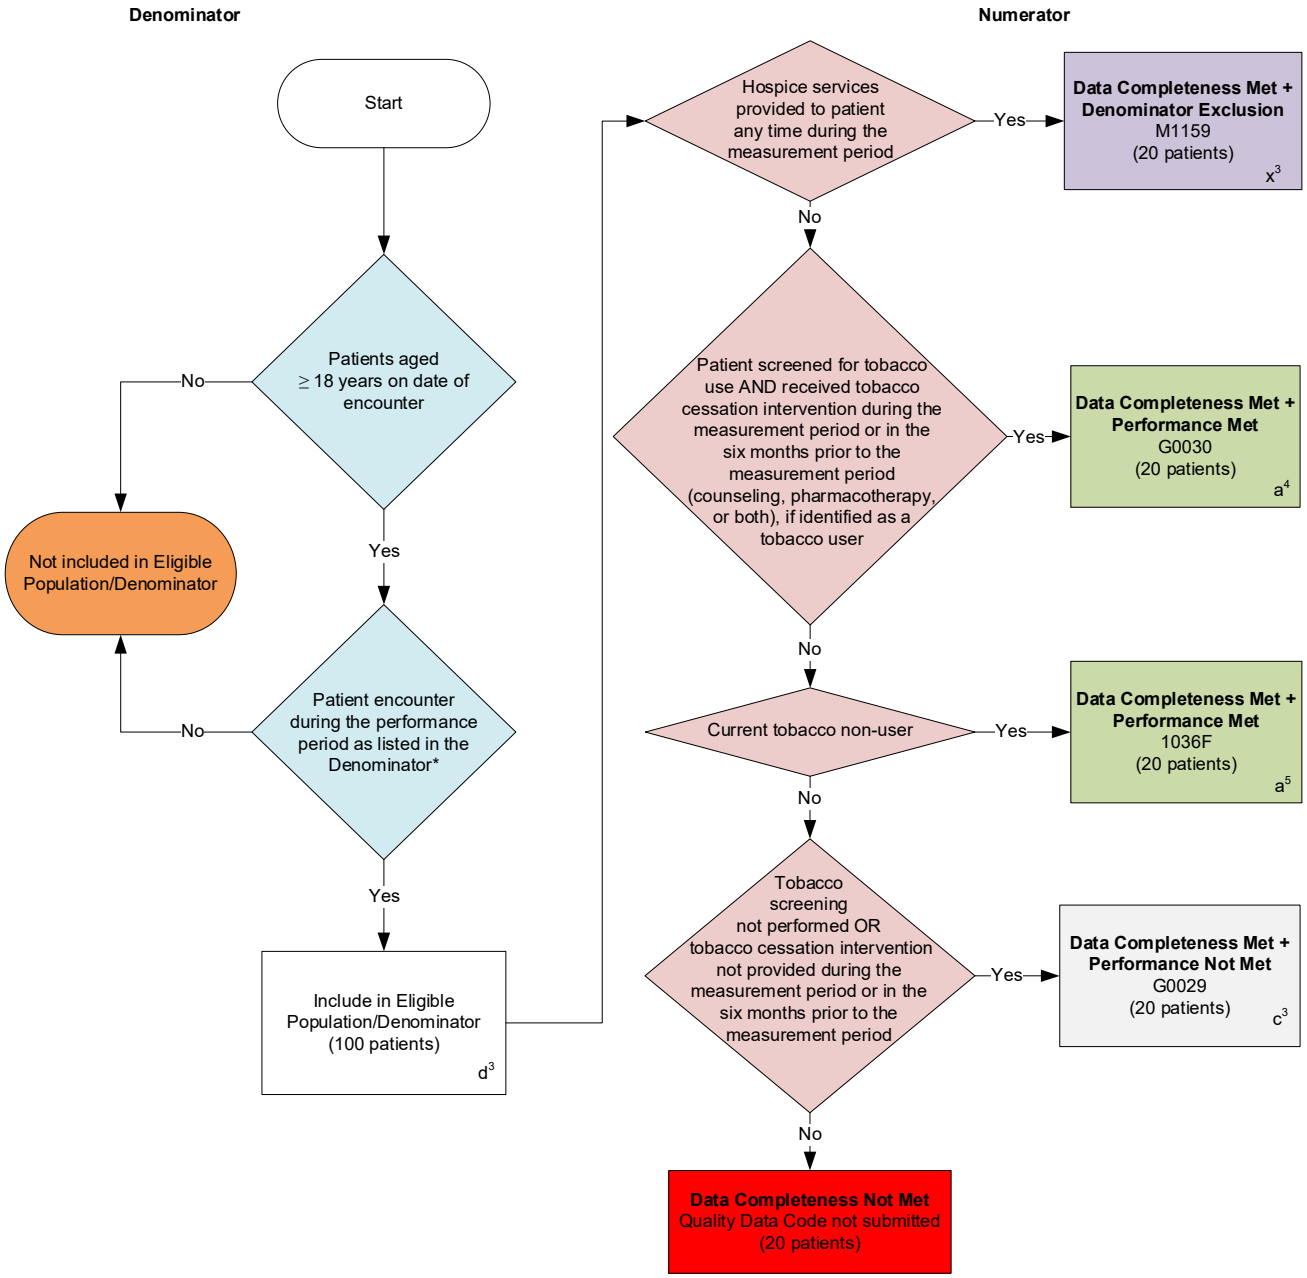 Denominator
Start
Patients aged
≥ 18 years on date of
encounter
No
Yes
Not included in Eligible
Population/Denominator
Patient encounter
during the performance
period as listed in the
Denominator*
No
Yes
Include in Eligible
Population/Denominator
(100 patients)
d³
Numerator
Hospice services
provided to patient
any time during the
measurement period
Yes
Data Completeness Met +
Denominator Exclusion
M1159
(20 patients)
x³
No
Patient screened for tobacco
use AND received tobacco
cessation intervention during the
measurement period or in the
six months prior to the
measurement period
(counseling, pharmacotherapy,
or both), if identified as a
tobacco user
Yes
Data Completeness Met +
Performance Met
G0030
(20 patients)
a⁴
No
Current tobacco non-user
Yes
Data Completeness Met +
Performance Met
1036F
(20 patients)
a⁵
No
Tobacco
screening
not performed OR
tobacco cessation intervention
not provided during the
measurement period or in the
six months prior to the
measurement period
Yes
Data Completeness Met +
Performance Not Met
G0029
(20 patients)
c³
No
Data Completeness Not Met
Quality Data Code not submitted
(20 patients)